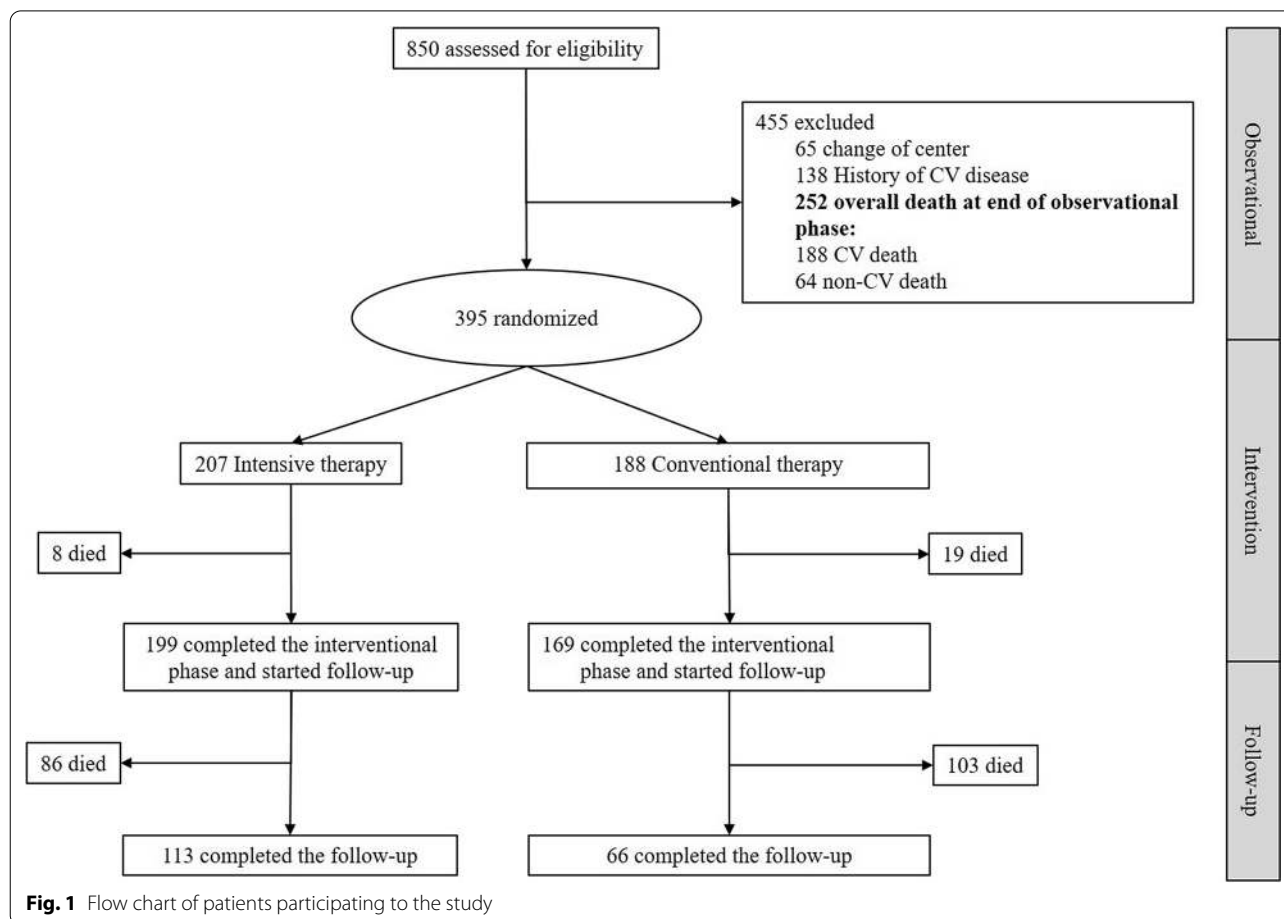 850 assessed for eligibility
455 excluded
65 change of center
138 History of CV disease
252 overall death at end of observational
phase:
188 CV death
64 non-CV death
Observational
395 randomized
207 Intensive therapy
188 Conventional therapy
Intervention
8 died
19 died
199 completed the interventional
phase and started follow-up
169 completed the interventional
phase and started follow-up
86 died
103 died
Follow-up
113 completed the follow-up
66 completed the follow-up
Fig. 1 Flow chart of patients participating to the study